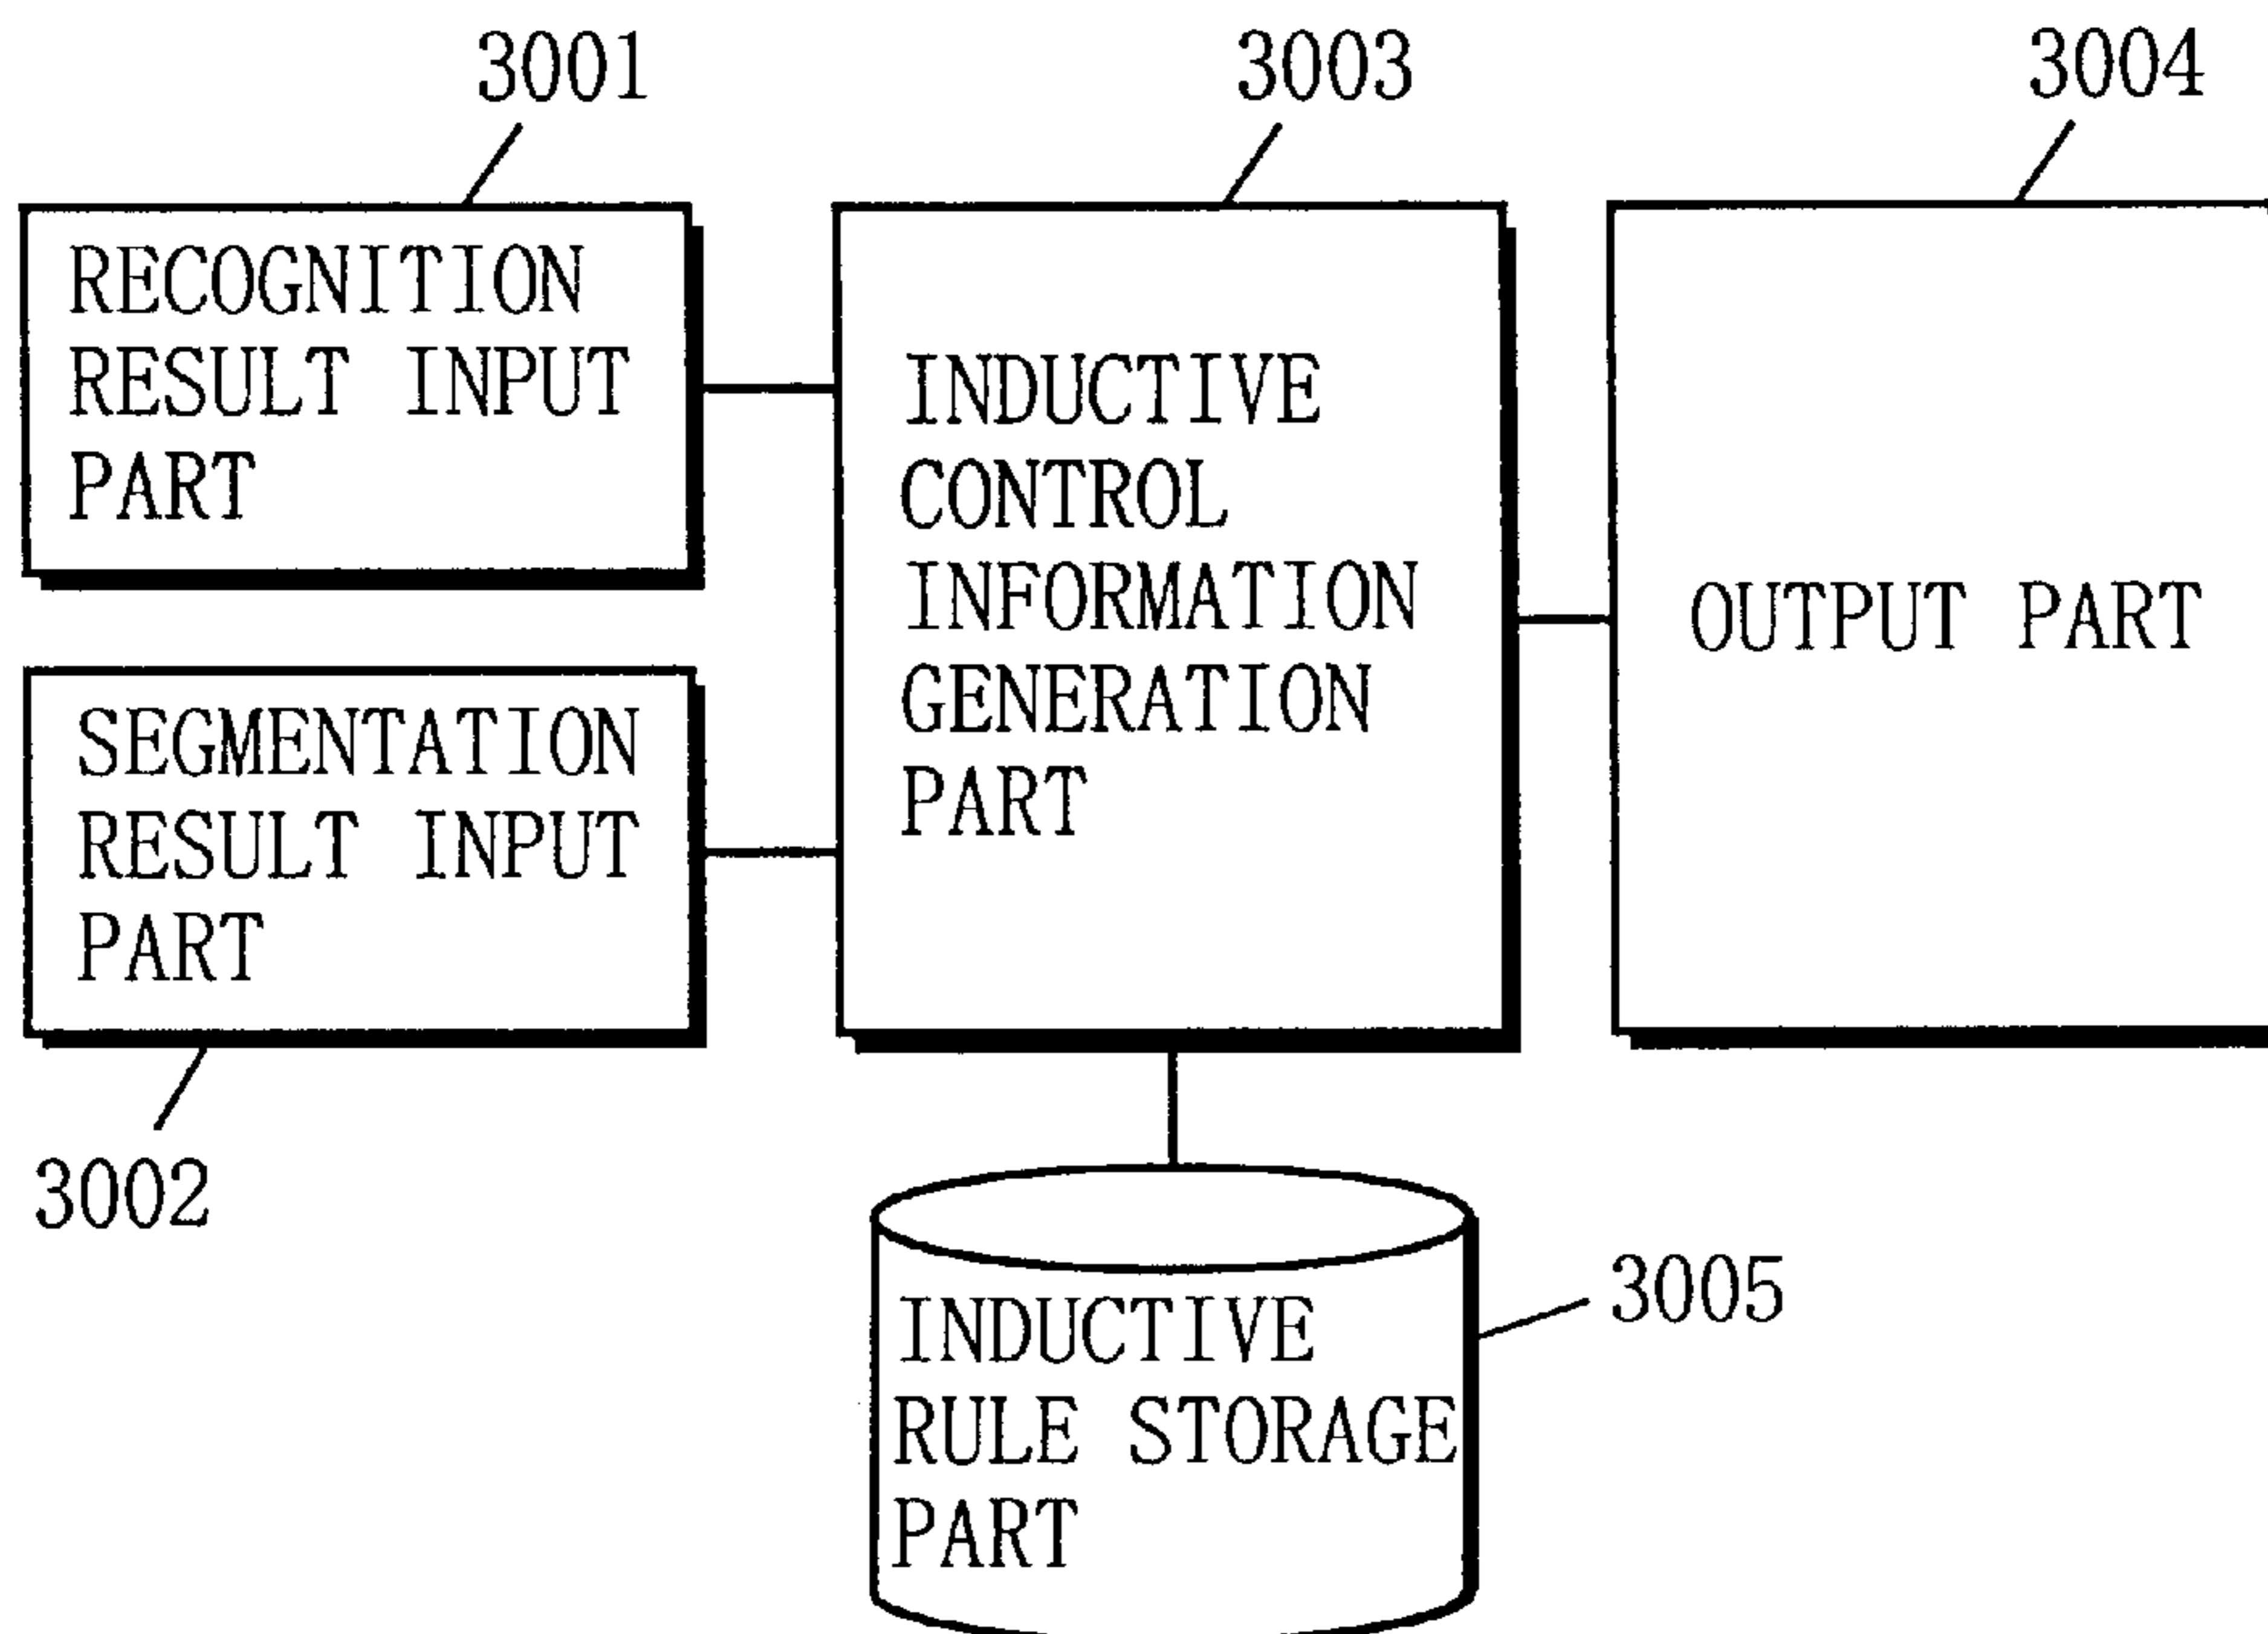 3001
3003
3004
RECOGNITION
RESULT INPUT
PART
INDUCTIVE
CONTROL
INFORMATION
GENERATION
PART
OUTPUT PART
SEGMENTATION
RESULT INPUT
PART
3002
INDUCTIVE
RULE STORAGE
PART
3005